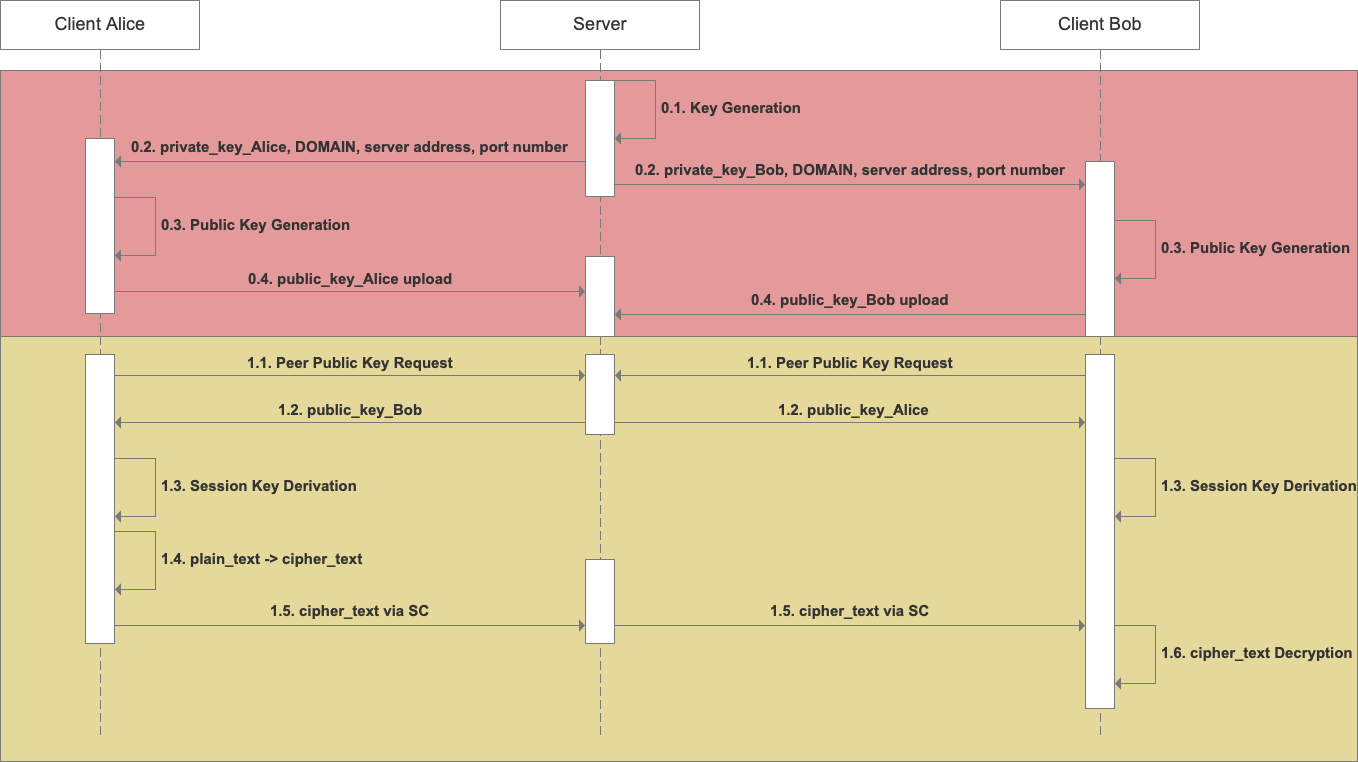 Client Alice
Server
Client Bob
0.1. Key Generation
0.2. private_key_Alice, DOMAIN, server address, port number
0.2. private_key_Bob, DOMAIN, server address, port number
0.3. Public Key Generation
0.3. Public Key Generation
0.4. public_key_Alice upload
0.4. public_key_Bob upload
1.1. Peer Public Key Request
1.1. Peer Public Key Request
1.2. public_key_Bob
1.2. public_key_Alice
1.3. Session Key Derivation
1.3. Session Key Derivation
1.4. plain_text -> cipher_text
1.5. cipher_text via SC
1.5. cipher_text via SC
1.6. cipher_text Decryption